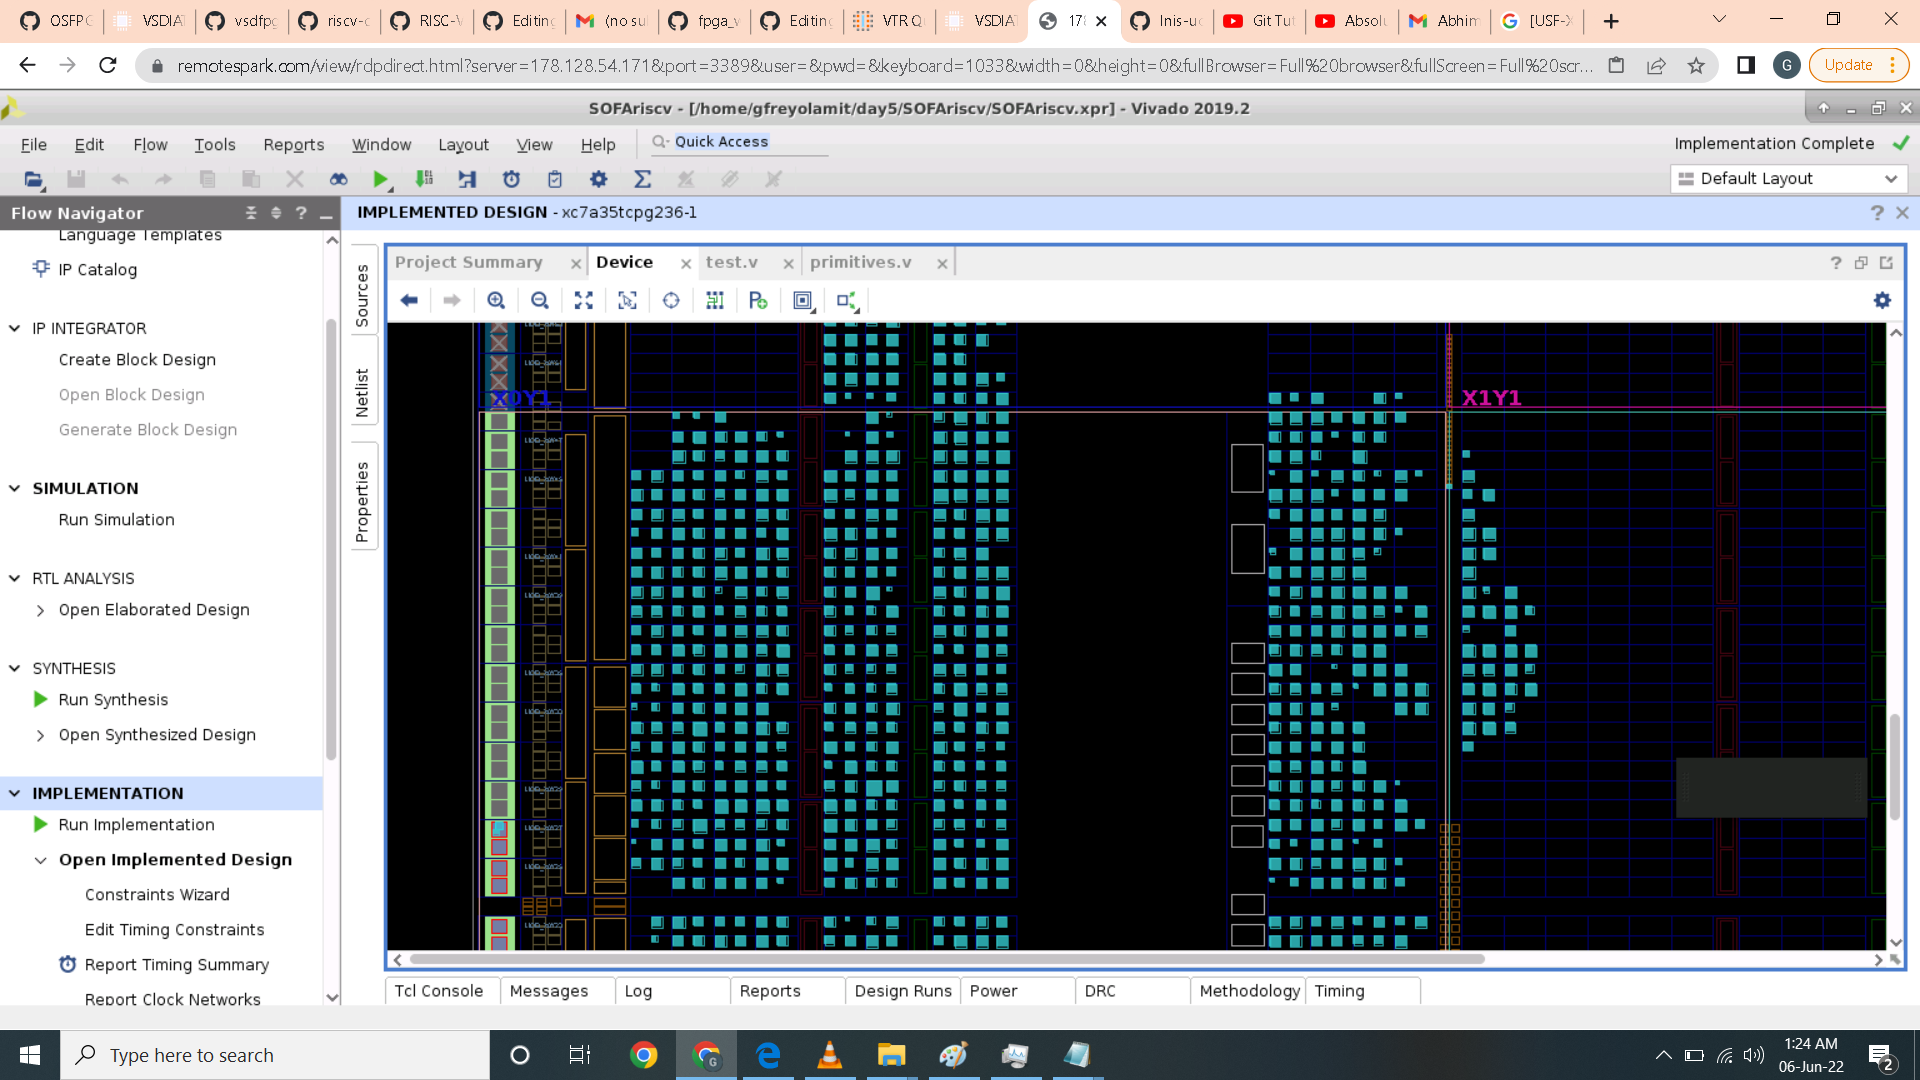 OSFPG
VSDIA
vsdfpg
riscv-c
RISC-V
Editing
(no su
fpga_v
Editing
VTR Q
VSDIA
178
lnis-uc
Git Tut
Absolu
Abhim
[USF-X
remotespark.com/view/rdpdirect.html?server=178.128.54.171&port=3389&user=&pwd=&keyboard=1033&width=0&height=0&fullBrowser=Full%20browser&fullScreen=Full%20scr...
G
Update
SOFAriscv - [/home/gfreyolamit/day5/SOFAriscv/SOFAriscv.xpr] - Vivado 2019.2
File Edit Flow Tools Reports Window Layout View Help
Quick Access
Implementation Complete
Default Layout
Flow Navigator
IMPLEMENTED DESIGN - xc7a35tcpg236-1
Language Templates
IP Catalog
IP INTEGRATOR
Create Block Design
Open Block Design
Generate Block Design
SIMULATION
Run Simulation
RTL ANALYSIS
Open Elaborated Design
SYNTHESIS
Run Synthesis
Open Synthesized Design
IMPLEMENTATION
Run Implementation
Open Implemented Design
Constraints Wizard
Edit Timing Constraints
Report Timing Summary
Report Clock Networks
Sources
Netlist
Properties
Project Summary
Device
test.v
primitives.v
X0Y1
X1Y1
Tcl Console
Messages
Log
Reports
Design Runs
Power
DRC
Methodology
Timing
Type here to search
1:24 AM
06-Jun-22
2